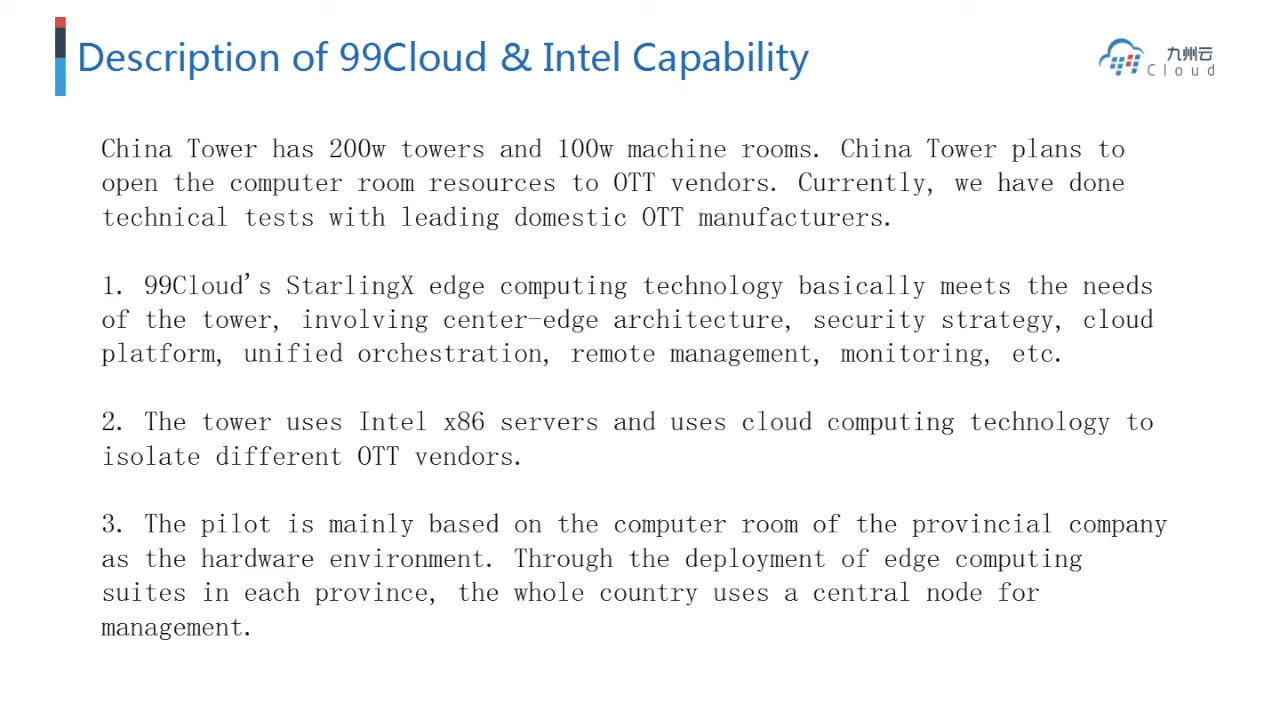 Description of 99Cloud & Intel Capability
九州云
Cloud
China Tower has 200w towers and 100w machine rooms. China Tower plans to
open the computer room resources to OTT vendors. Currently, we have done
technical tests with leading domestic OTT manufacturers.
1. 99Cloud's StarlingX edge computing technology basically meets the needs
of the tower, involving center-edge architecture, security strategy, cloud
platform, unified orchestration, remote management, monitoring, etc.
2. The tower uses Intel x86 servers and uses cloud computing technology to
isolate different OTT vendors.
3. The pilot is mainly based on the computer room of the provincial company
as the hardware environment. Through the deployment of edge computing
suites in each province, the whole country uses a central node for
management.